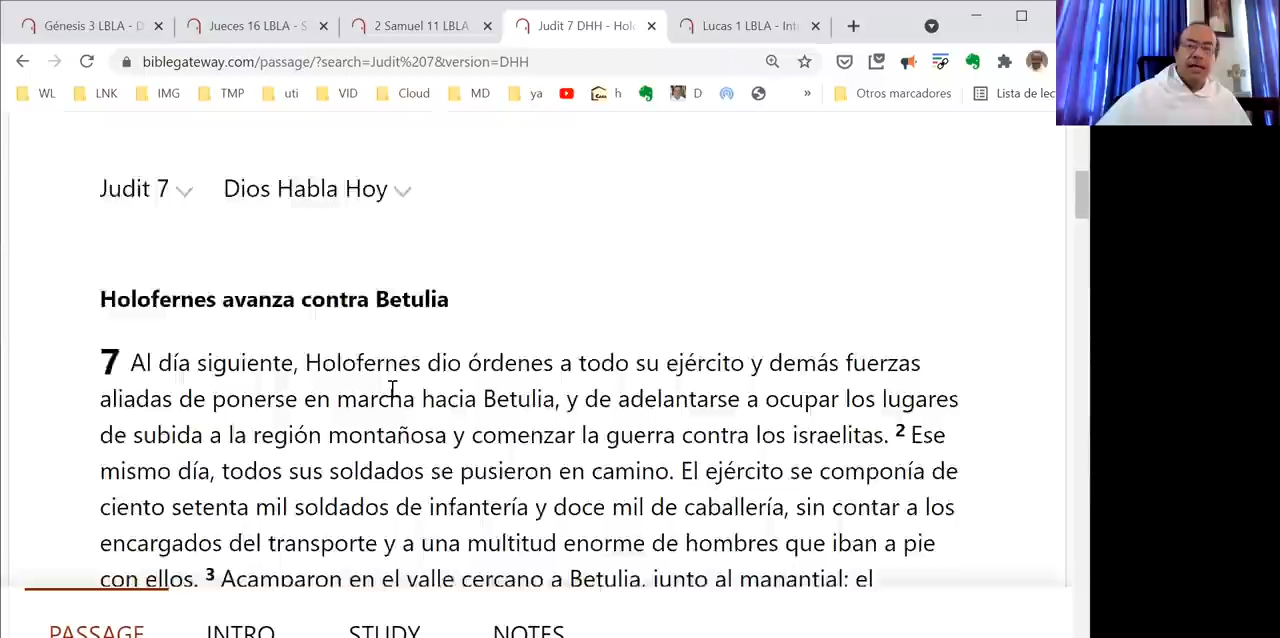 Génesis 3 LBLA - D
Jueces 16 LBLA - S
2 Samuel 11 LBLA
Judit 7 DHH - Holo
Lucas 1 LBLA - Int
biblegateway.com/passage/?search=Judit%207&version=DHH
WL LNK IMG TMP uti VID Cloud MD ya h D » Otros marcadores Lista de lec
Judit 7 Dios Habla Hoy
Holofernes avanza contra Betulia
7 Al día siguiente, Holofernes dio órdenes a todo su ejército y demás fuerzas
aliadas de ponerse en marcha hacia Betulia, y de adelantarse a ocupar los lugares
de subida a la región montañosa y comenzar la guerra contra los israelitas. 2 Ese
mismo día, todos sus soldados se pusieron en camino. El ejército se componía de
ciento setenta mil soldados de infantería y doce mil de caballería, sin contar a los
encargados del transporte y a una multitud enorme de hombres que iban a pie
con ellos. 3 Acamparon en el valle cercano a Betulia, junto al manantial; el
PASSAGE INTRO STUDY NOTES